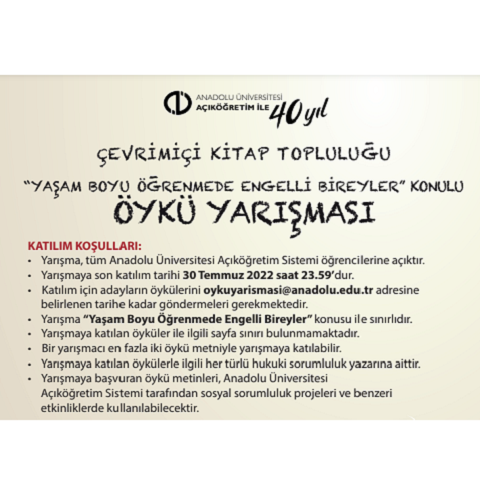 ANADOLU ÜNİVERSİTESİ
AÇIKÖĞRETİM İLE 40 yıl
ÇEVRİMİÇİ KİTAP TOPLULUĞU
"YAŞAM BOYU ÖĞRENMEDE ENGELLİ BİREYLER" KONULU
ÖYKÜ YARIŞMASI
KATILIM KOŞULLARI:
• Yarışma, tüm Anadolu Üniversitesi Açıköğretim Sistemi öğrencilerine açıktır.
• Yarışmaya son katılım tarihi 30 Temmuz 2022 saat 23.59'dur.
• Katılım için adayların öykülerini oykuyarismasi@anadolu.edu.tr adresine
belirlenen tarihe kadar göndermeleri gerekmektedir.
• Yarışma "Yaşam Boyu Öğrenmede Engelli Bireyler" konusu ile sınırlıdır.
• Yarışmaya katılan öyküler ile ilgili sayfa sınırı bulunmamaktadır.
• Bir yarışmacı en fazla iki öykü metniyle yarışmaya katılabilir.
• Yarışmaya katılan öykülerle ilgili her türlü hukuki sorumluluk yazarına aittir.
• Yarışmaya başvuran öykü metinleri, Anadolu Üniversitesi
Açıköğretim Sistemi tarafından sosyal sorumluluk projeleri ve benzeri
etkinliklerde kullanılabilecektir.